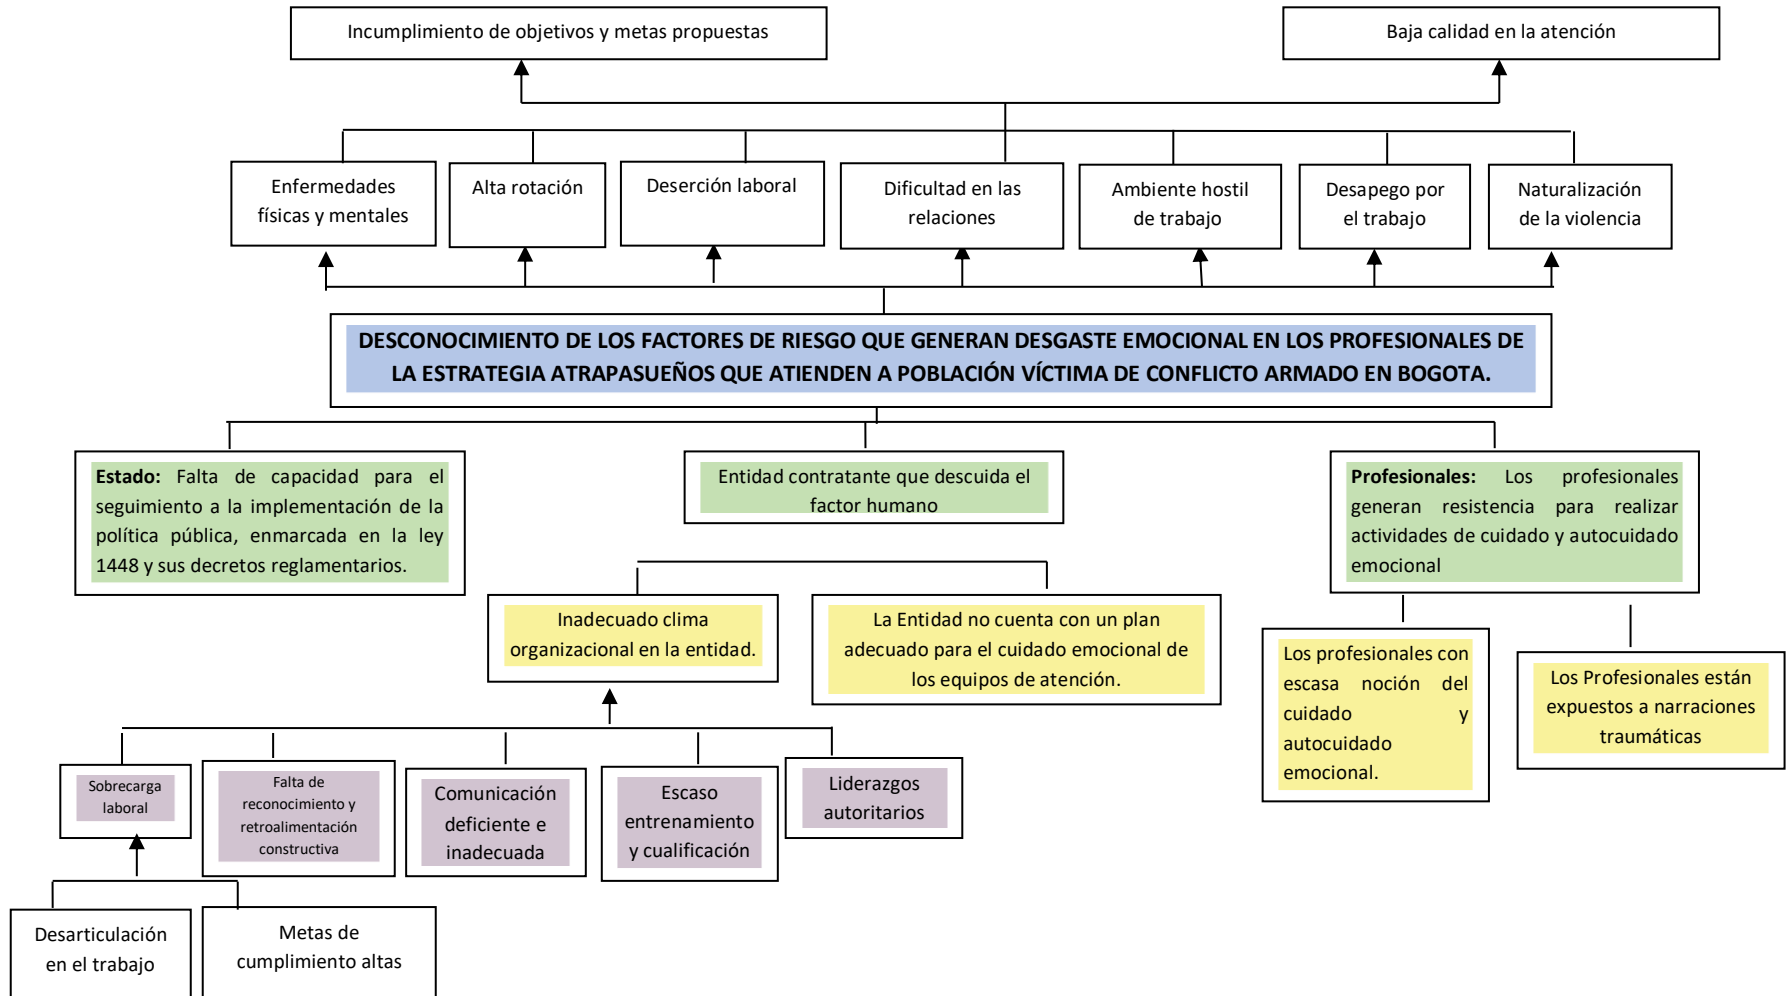 Incumplimiento de objetivos y metas propuestas
Baja calidad en la atención
Enfermedades
físicas y mentales
Alta rotación
Deserción laboral
Dificultad en las
relaciones
Ambiente hostil
de trabajo
Desapego por
el trabajo
Naturalización
de la violencia
DESCONOCIMIENTO DE LOS FACTORES DE RIESGO QUE GENERAN DESGASTE EMOCIONAL EN LOS PROFESIONALES DE
LA ESTRATEGIA ATRAPASUEÑOS QUE ATIENDEN A POBLACIÓN VÍCTIMA DE CONFLICTO ARMADO EN BOGOTA.
Estado: Falta de capacidad para el
seguimiento a la implementación de la
política pública, enmarcada en la ley
1448 y sus decretos reglamentarios.
Entidad contratante que descuida el
factor humano
Profesionales: Los profesionales
generan resistencia para realizar
actividades de cuidado y autocuidado
emocional
Inadecuado clima
organizacional en la entidad.
La Entidad no cuenta con un plan
adecuado para el cuidado emocional de
los equipos de atención.
Los profesionales con
escasa noción del
cuidado y
autocuidado
emocional.
Los Profesionales están
expuestos a narraciones
traumáticas
Sobrecarga
laboral
Falta de
reconocimiento y
retroalimentación
constructiva
Comunicación
deficiente e
inadecuada
Escaso
entrenamiento
y cualificación
Liderazgos
autoritarios
Desarticulación
en el trabajo
Metas de
cumplimiento altas